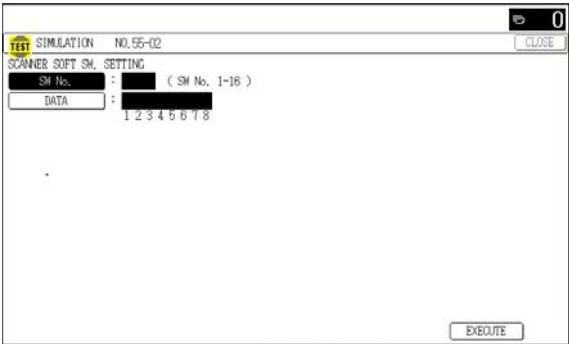 0
TEST SIMULATION NO.55-02 CLOSE
SCANNER SOFT SW. SETTING
SW No. : ( SW No. 1-16 )
DATA :
1 2 3 4 5 6 7 8
EXECUTE